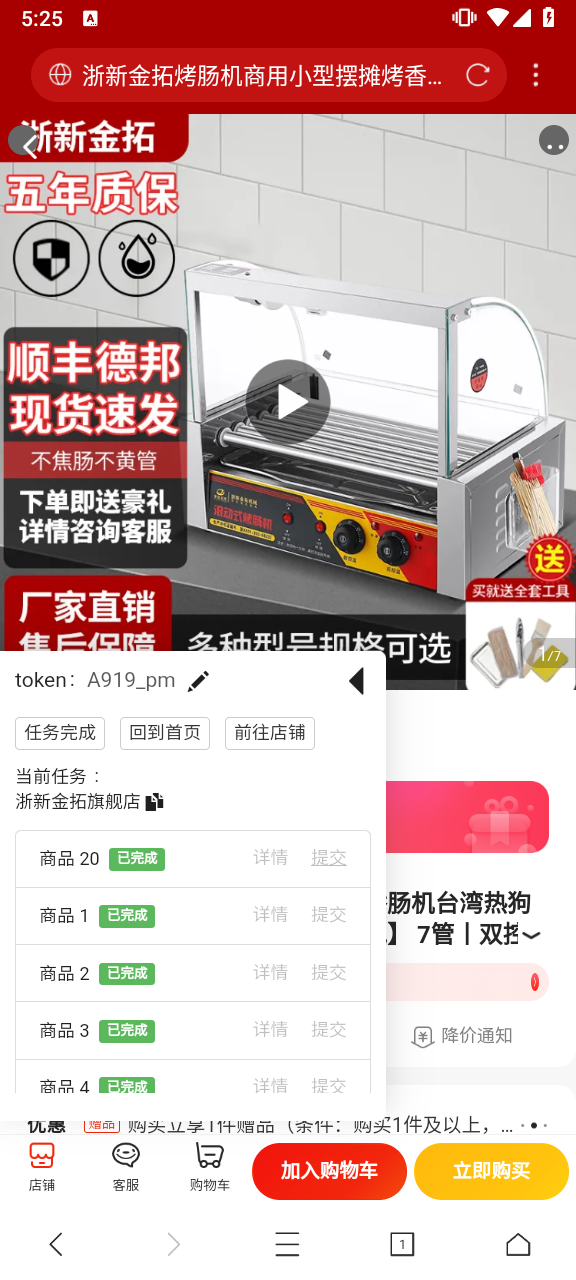 5:25
A
浙新金拓烤肠机商用小型摆摊烤香...
浙新金拓
五年质保
顺丰德邦
现货速发
不焦肠不黄管
下单即送豪礼
详情咨询客服
滚动式烤肠机
送
买就送全套工具
厂家直销
售后保障
多种型号规格可选
1/7
token： A919_pm
任务完成 回到首页 前往店铺
当前任务：
浙新金拓旗舰店
商品 20 已完成 详情 提交
商品 1 已完成 详情 提交
商品 2 已完成 详情 提交
商品 3 已完成 详情 提交
商品 4 已完成 详情 提交
肠机台湾热狗
】 7管丨双控
降价通知
优惠 赠品 购买立享1件赠品（条件：购买1件及以上，...
店铺 客服 购物车 加入购物车 立即购买
1